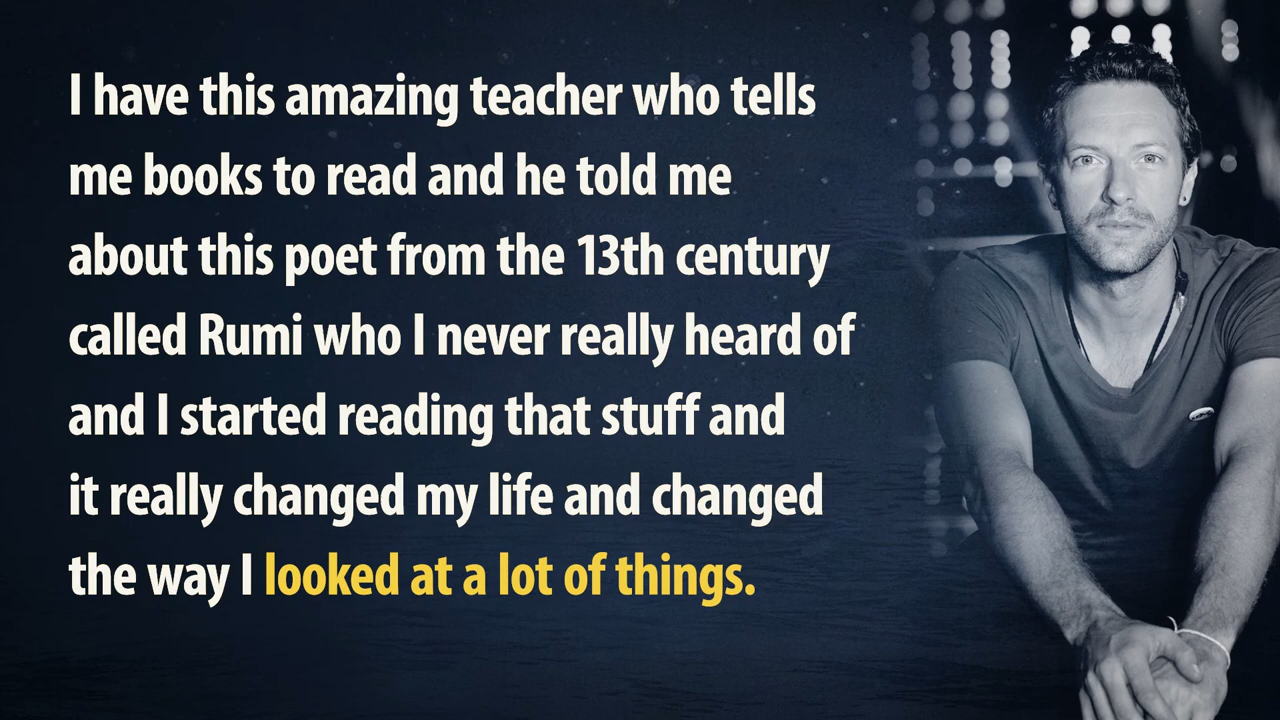 I have this amazing teacher who tells
me books to read and he told me
about this poet from the 13th century
called Rumi who I never really heard of
and I started reading that stuff and
it really changed my life and changed
the way I looked at a lot of things.